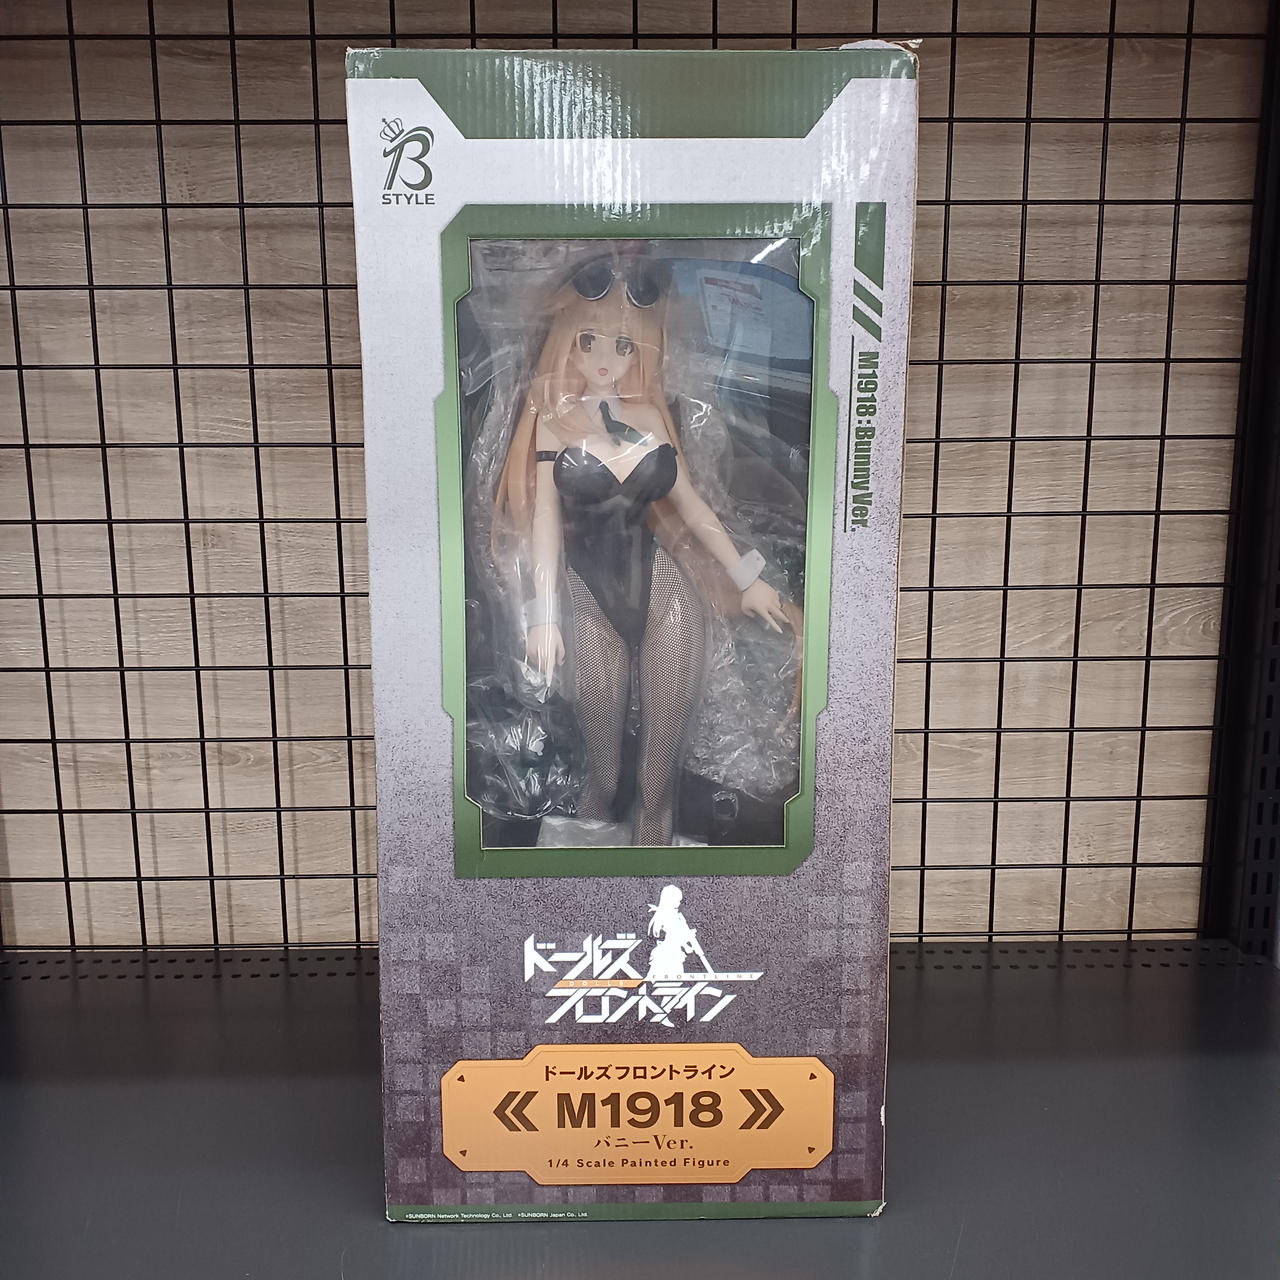 B
STYLE
M1918:BunnyVer.
ドールズ
DOLLS FRONTLINE
フロントライン
ドールズフロントライン
M1918
バニーVer.
1/4 Scale Painted Figure
©SUNBORN Network Technology Co., Ltd. ©SUNBORN Japan Co., Ltd.